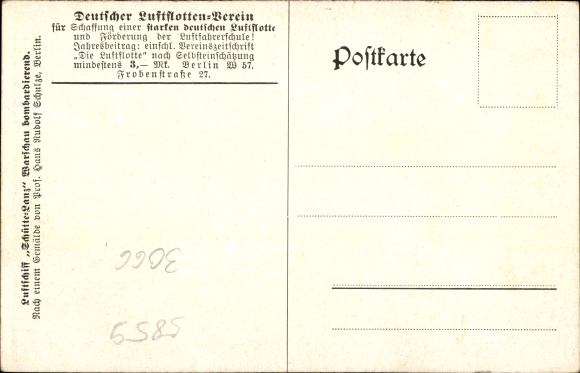 Deutscher Luftflotten-Verein
für Schaffung einer starken deutschen Luftflotte
und Förderung der Luftfahrerschule!
Jahresbeitrag: einschl. Vereinszeitschrift
„Die Luftflotte“ nach Selbsteinschätzung
mindestens 3,— Mk. Berlin W 57,
Frobenstraße 27.
Postkarte
Luftschiff „Schütte-Lanz“ Warschau bombardierend.
Nach einem Gemälde von Prof. Hans Rudolf Schulze, Berlin.